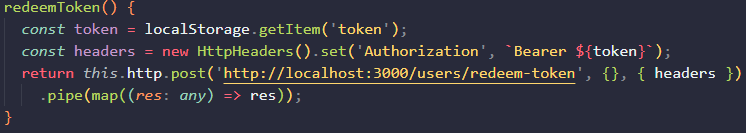 redeemToken() {
const token = localStorage.getItem('token');
const headers = new HttpHeaders().set('Authorization', `Bearer ${token}`);
return this.http.post('http://localhost:3000/users/redeem-token', {}, { headers })
.pipe(map((res: any) => res));
}